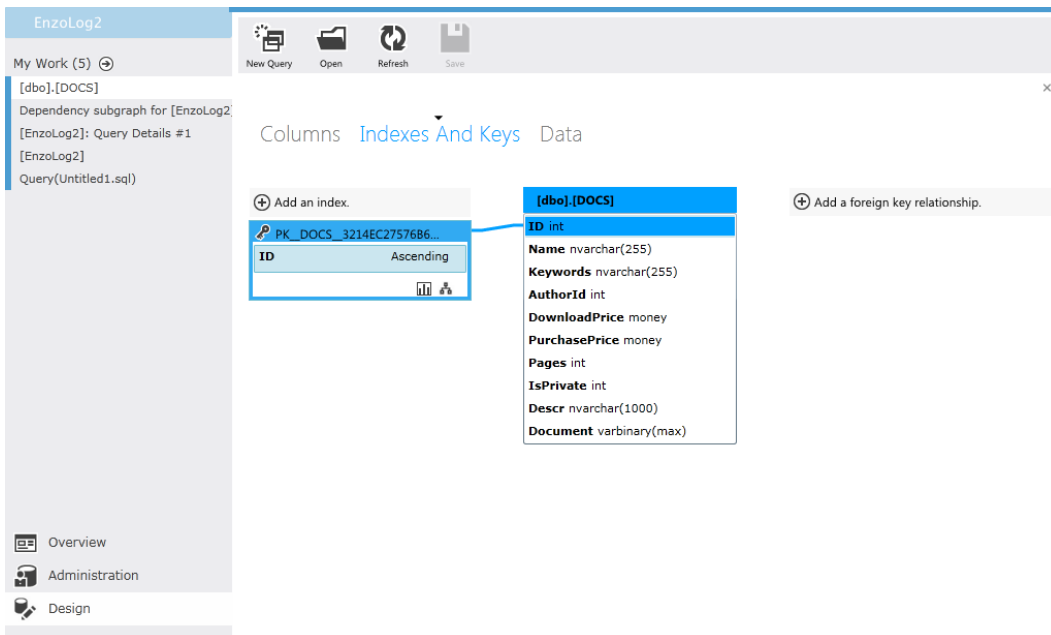 EnzoLog2
My Work (5)
[dbo].[DOCS]
Dependency subgraph for [EnzoLog2]
[EnzoLog2]: Query Details #1
[EnzoLog2]
Query(Untitled1.sql)
Overview
Administration
Design
New Query Open Refresh Save
Columns Indexes And Keys Data
Add an index.
PK__DOCS__3214EC27576B6...
ID Ascending
[dbo].[DOCS]
ID int
Name nvarchar(255)
Keywords nvarchar(255)
AuthorId int
DownloadPrice money
PurchasePrice money
Pages int
IsPrivate int
Descr nvarchar(1000)
Document varbinary(max)
Add a foreign key relationship.